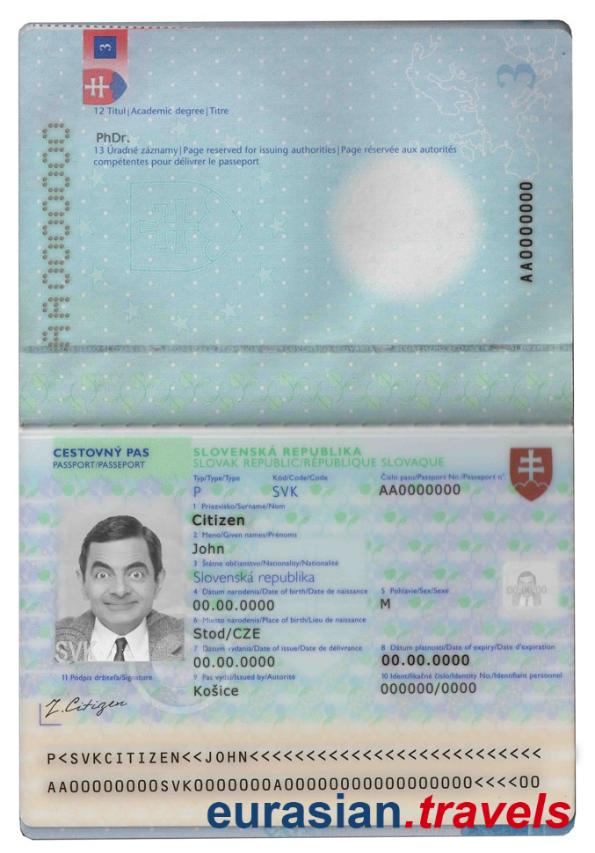 3
3
12 Titul|Academic degree|Titre
PhDr.
13 Úradné záznamy|Page reserved for issuing authorities|Page réservée aux autorités
compétentes pour délivrer le passeport
AA0000000
AA0000000
CESTOVNÝ PAS
PASSPORT/PASSEPORT
SLOVENSKÁ REPUBLIKA
SLOVAK REPUBLIC/RÉPUBLIQUE SLOVAQUE
Typ/Type/Type Kód/Code/Code Číslo pasu/Passport No./Passeport n°
P SVK AA0000000
1 Priezvisko/Surname/Nom
Citizen
2 Meno/Given names/Prénoms
John
3 Štátne občianstvo/Nationality/Nationalité
Slovenská republika
4 Dátum narodenia/Date of birth/Date de naissance 5 Pohlavie/Sex/Sexe
00.00.0000 M
6 Miesto narodenia/Place of birth/Lieu de naissance
Stod/CZE
7 Dátum vydania/Date of issue/Date de délivrance 8 Dátum platnosti/Date of expiry/Date d'expiration
00.00.0000 00.00.0000
9 Pas vydal/Issued by/Autorité 10 Identifikačné číslo/Identity No./Identifiant personnel
Košice 000000/0000
SVK
11 Podpis držiteľa/Signature
J.Citizen
P<SVKCITIZEN<<JOHN<<<<<<<<<<<<<<<<<<<<<<<<<<
AA00000000SVK0000000A00000000000000000<<<<00
eurasian.travels